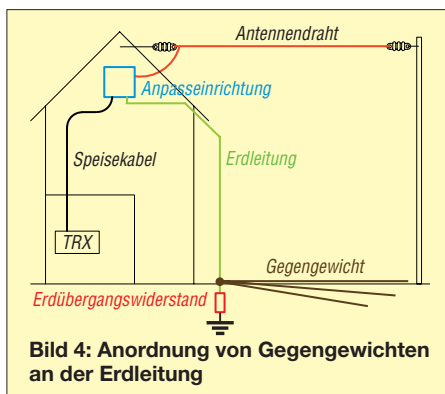 Antennendraht
Anpasseinrichtung
Speisekabel
Erdleitung
TRX
Gegengewicht
Erdübergangswiderstand
Bild 4: Anordnung von Gegengewichten
an der Erdleitung